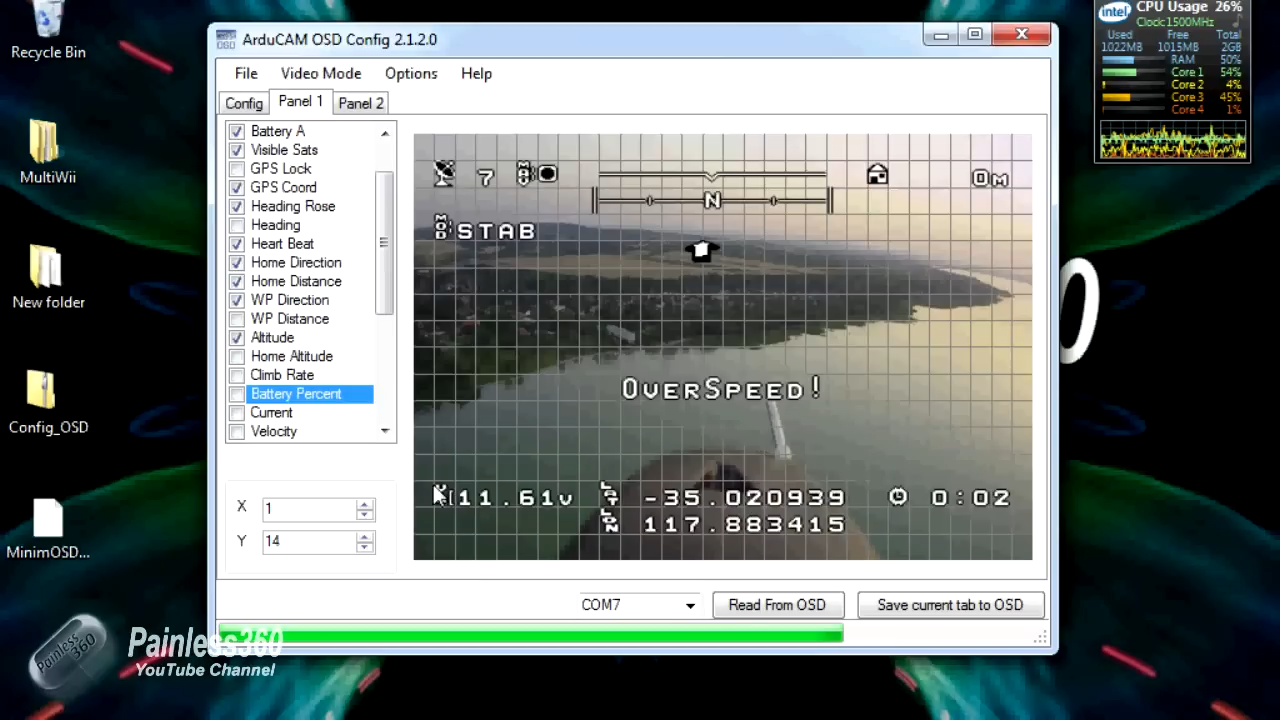 Recycle Bin
MultiWii
New folder
Config_OSD
MinimOSD...
ArduCAM OSD Config 2.1.2.0
File Video Mode Options Help
Config Panel 1 Panel 2
Battery A
Visible Sats
GPS Lock
GPS Coord
Heading Rose
Heading
Heart Beat
Home Direction
Home Distance
WP Direction
WP Distance
Altitude
Home Altitude
Climb Rate
Battery Percent
Current
Velocity
X 1
Y 14
7 0m
N
STAB
OverSpeed!
11.61v -35.020939 0:02
117.883415
COM7 Read From OSD Save current tab to OSD
intel CPU Usage 26%
Clock:1500MHz
Used Free Total
1022MB 1015MB 2GB
RAM 50%
Core 1 54%
Core 2 4%
Core 3 45%
Core 4 1%
0
Painless360
Painless360
YouTube Channel